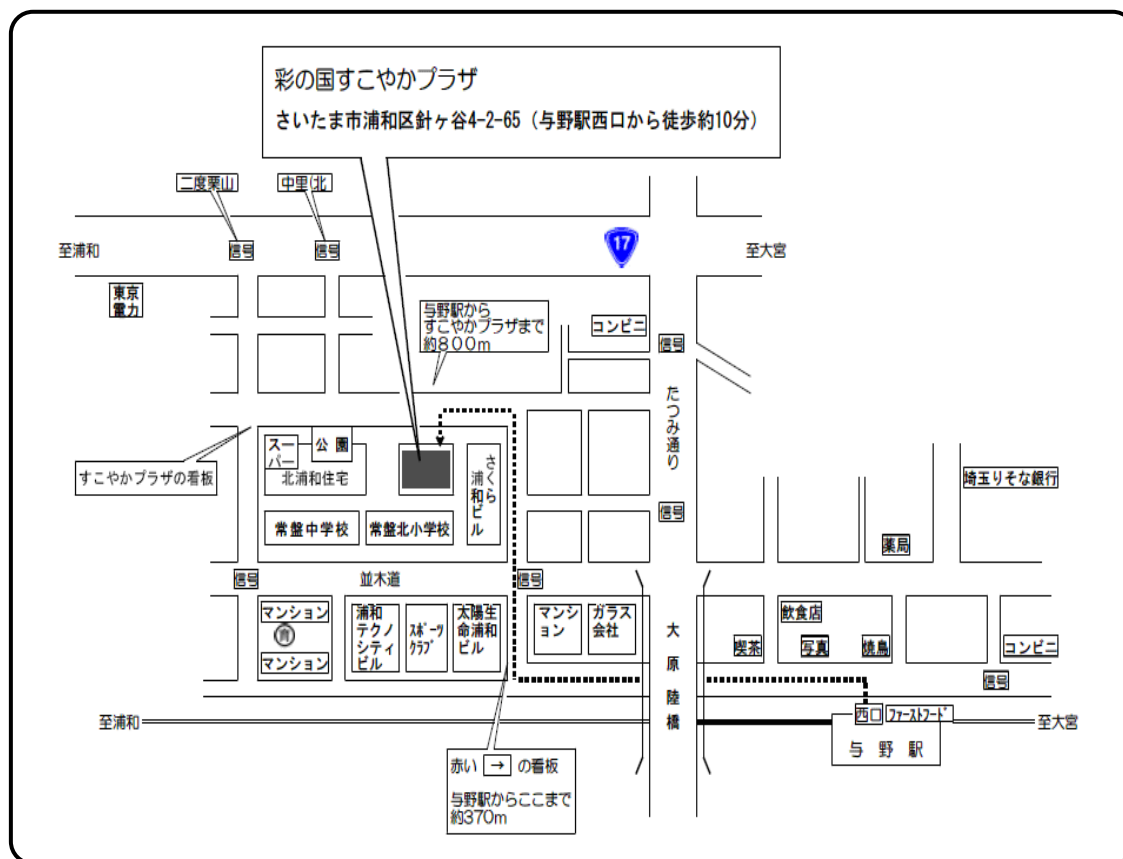 彩の国すこやかプラザ
さいたま市浦和区針ヶ谷4-2-65（与野駅西口から徒歩約10分）
二度栗山
中里(北
至浦和
信号
信号
17
至大宮
東京
電力
与野駅から
すこやかプラザまで
約８００ｍ
コンビニ
信号
たつみ通り
スー
パー
公園
北浦和住宅
さくら
浦和ビル
すこやかプラザの看板
埼玉りそな銀行
常盤中学校
常盤北小学校
信号
薬局
信号
並木道
信号
マンション
マンション
浦和
テクノ
シティ
ビル
スポーツ
クラブ
太陽生
命浦和
ビル
マンシ
ョン
ガラス
会社
大原陸橋
飲食店
喫茶
写真
焼鳥
コンビニ
信号
至浦和
西口
ファーストフード
至大宮
与野駅
赤い → の看板
与野駅からここまで
約370m